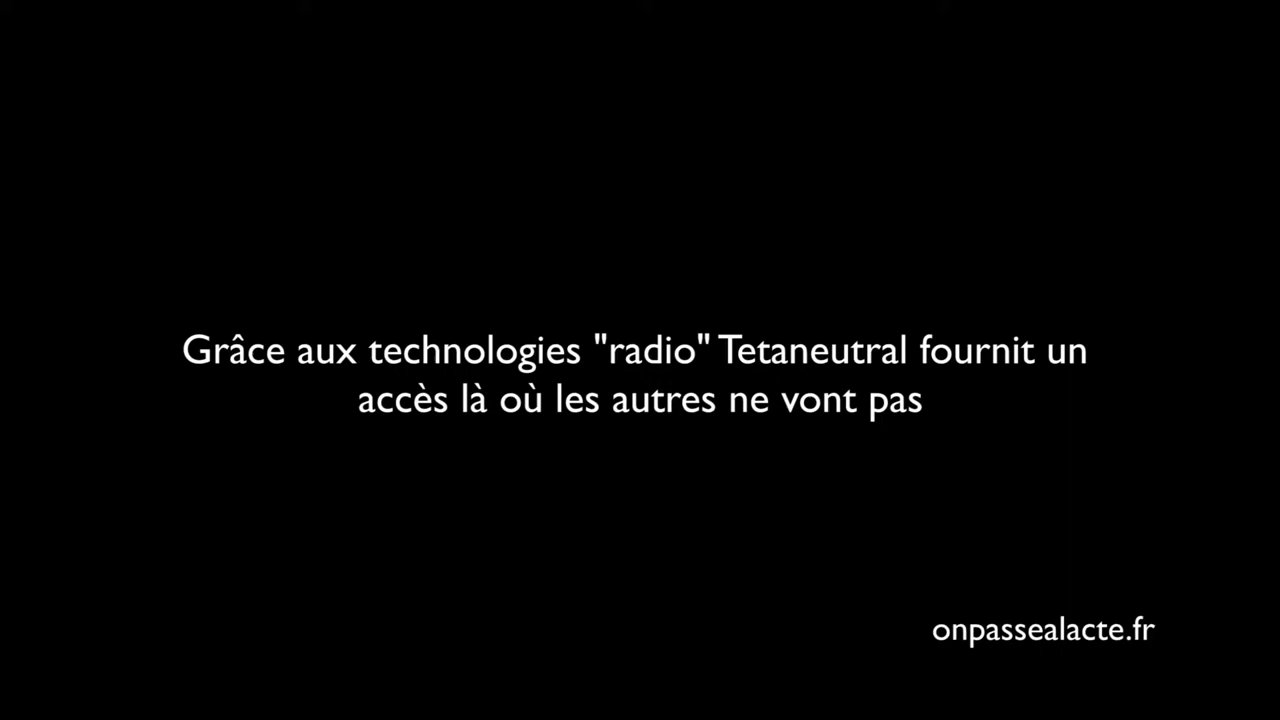 Grâce aux technologies "radio" Tetaneutral fournit un
accès là où les autres ne vont pas
onpassealacte.fr